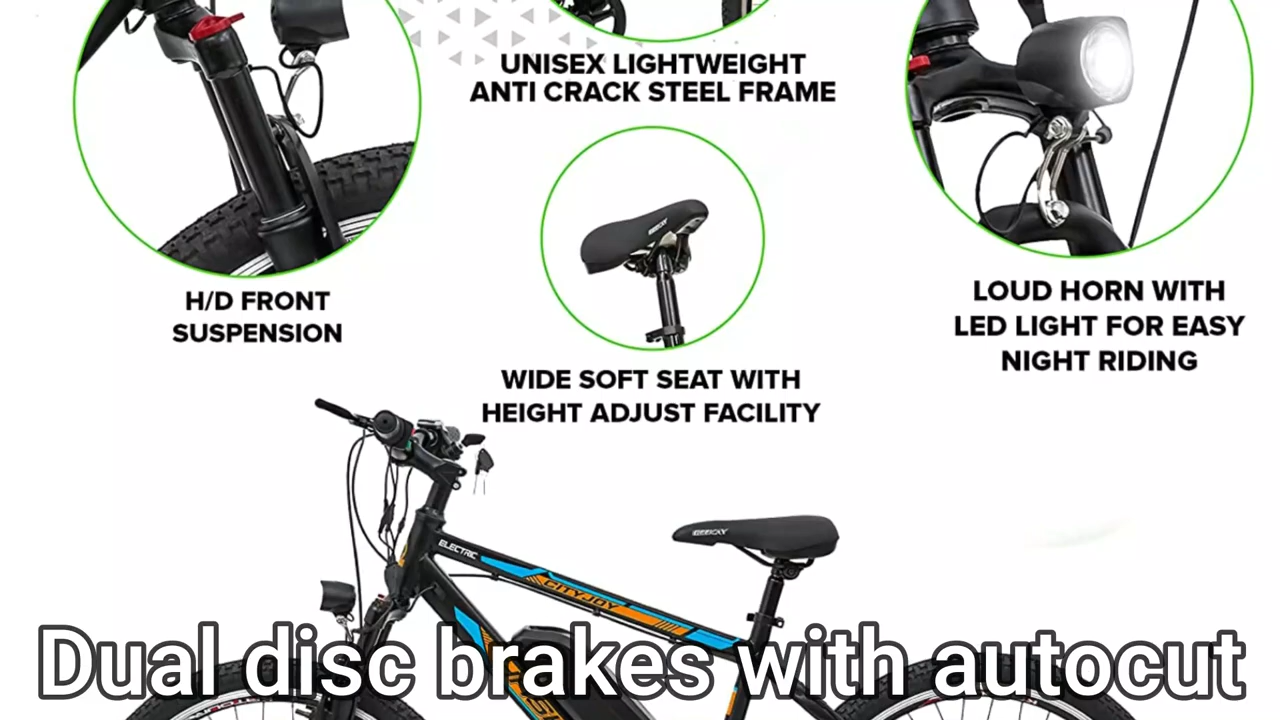 UNISEX LIGHTWEIGHT
ANTI CRACK STEEL FRAME
H/D FRONT
SUSPENSION
LOUD HORN WITH
LED LIGHT FOR EASY
NIGHT RIDING
WIDE SOFT SEAT WITH
HEIGHT ADJUST FACILITY
ELECTRIC
CITYJOY
Dual disc brakes with autocut